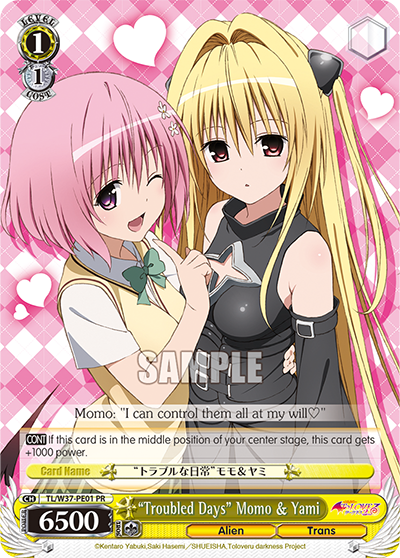 LEVEL
1
1
COST
SAMPLE
Momo: "I can control them all at my will♡"
CONT If this card is in the middle position of your center stage, this card gets
+1000 power.
Card Name
"トラブルな日常"モモ&ヤミ
CH TL/W37-PE01 PR
"Troubled Days" Momo & Yami
POWER
6500
Alien
Trans
©Kentaro Yabuki,Saki Hasemi／SHUEISHA,Toloveru darkness Project